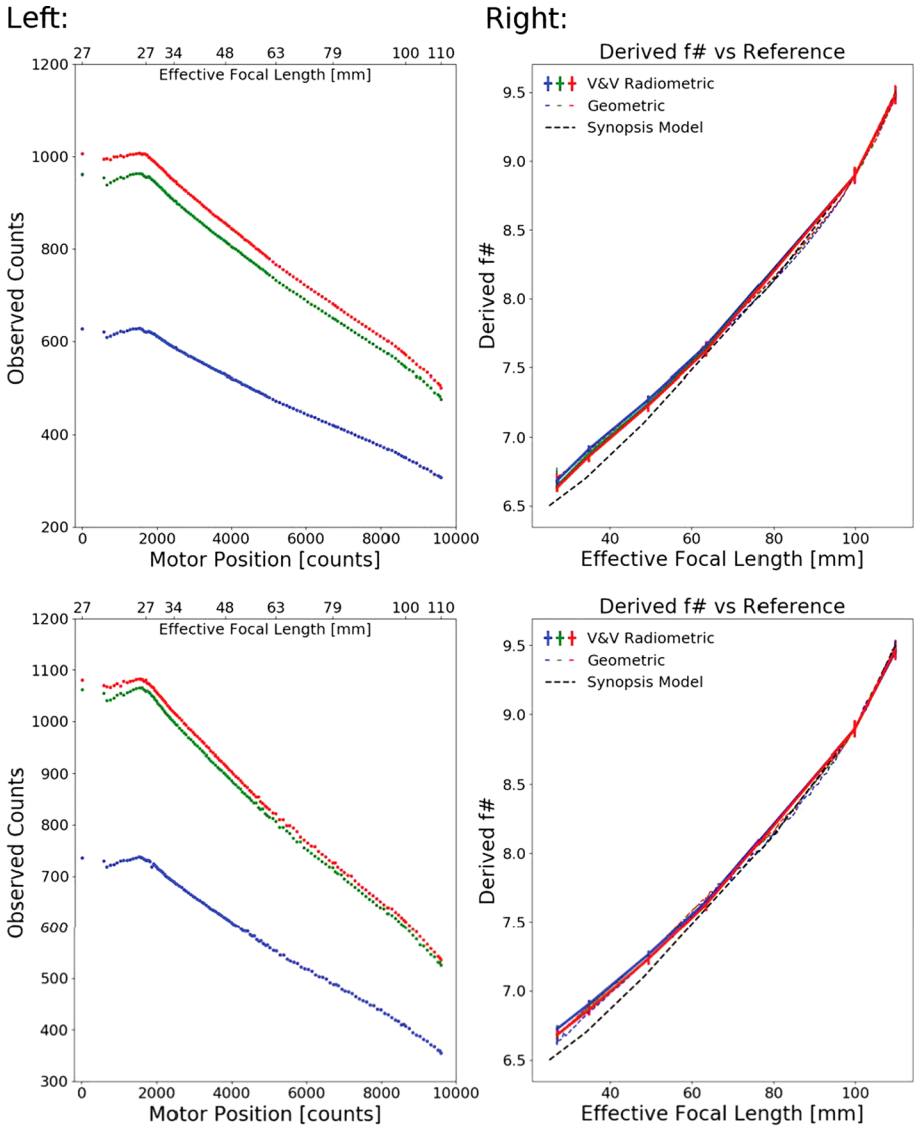 Left:
Right:
27 27 34 48 63 79 100 110
Effective Focal Length [mm]
1200
1000
800
600
400
200
Observed Counts
0 2000 4000 6000 8000 10000
Motor Position [counts]
Derived f# vs Reference
V&V Radiometric
Geometric
Synopsis Model
9.5
9.0
8.5
8.0
7.5
7.0
6.5
Derived f#
40 60 80 100
Effective Focal Length [mm]
27 27 34 48 63 79 100 110
Effective Focal Length [mm]
1200
1100
1000
900
800
700
600
500
400
300
Observed Counts
0 2000 4000 6000 8000 10000
Motor Position [counts]
Derived f# vs Reference
V&V Radiometric
Geometric
Synopsis Model
9.5
9.0
8.5
8.0
7.5
7.0
6.5
Derived f#
40 60 80 100
Effective Focal Length [mm]